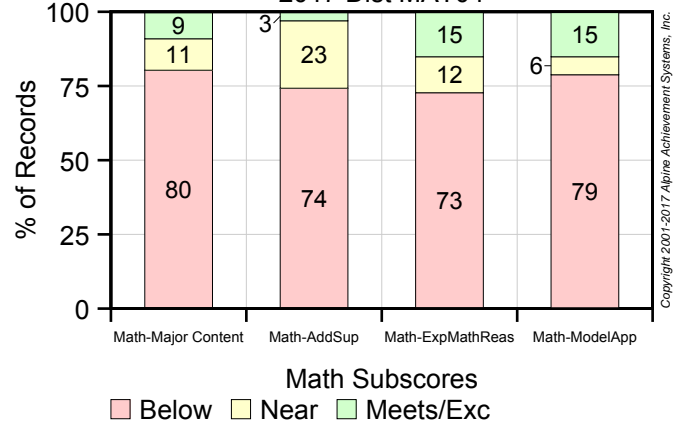 100
75
50
25
0
% of Records
9
11
80
3
23
74
15
12
73
15
6
79
Math-Major Content
Math-AddSup
Math-ExpMathReas
Math-ModelApp
Math Subscores
Below
Near
Meets/Exc
Copyright 2001-2017 Alpine Achievement Systems, Inc.